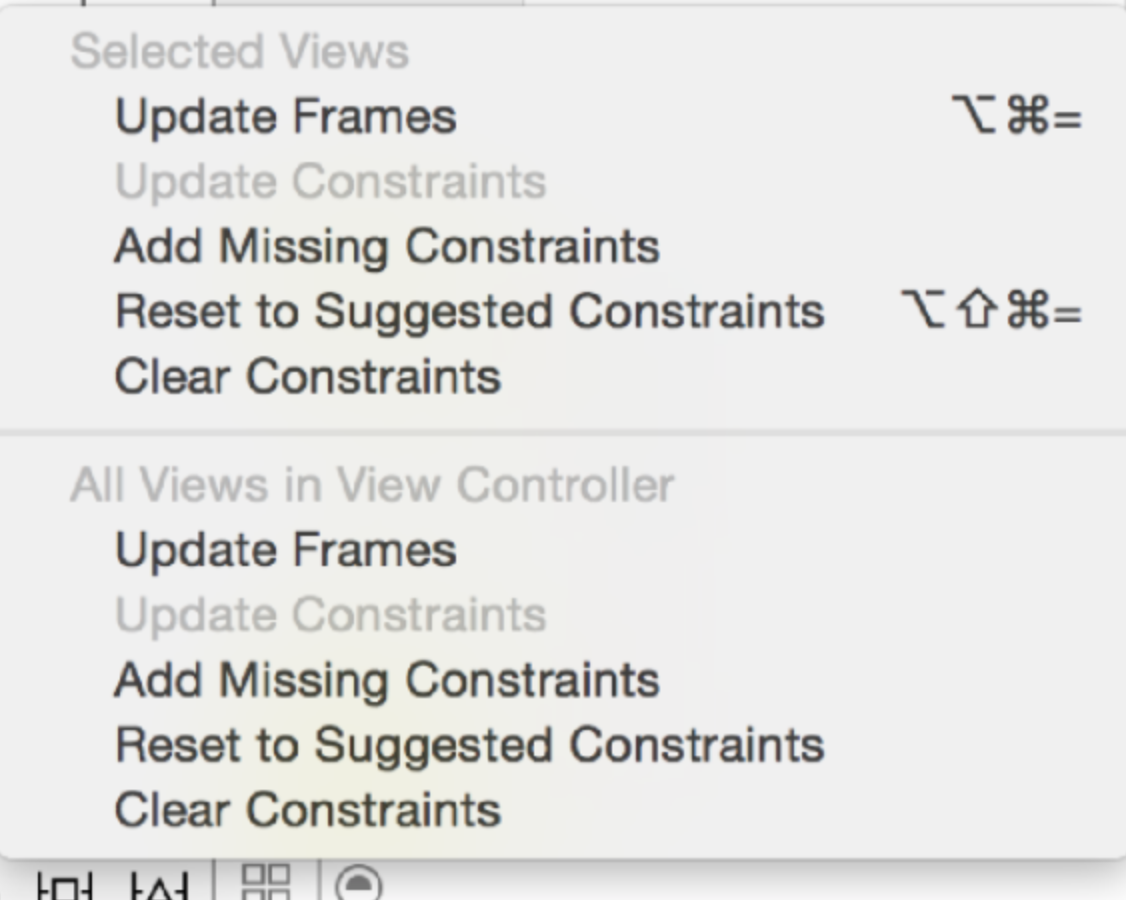 Selected Views
Update Frames ⌥⌘=
Update Constraints
Add Missing Constraints
Reset to Suggested Constraints ⌥⇧⌘=
Clear Constraints
All Views in View Controller
Update Frames
Update Constraints
Add Missing Constraints
Reset to Suggested Constraints
Clear Constraints